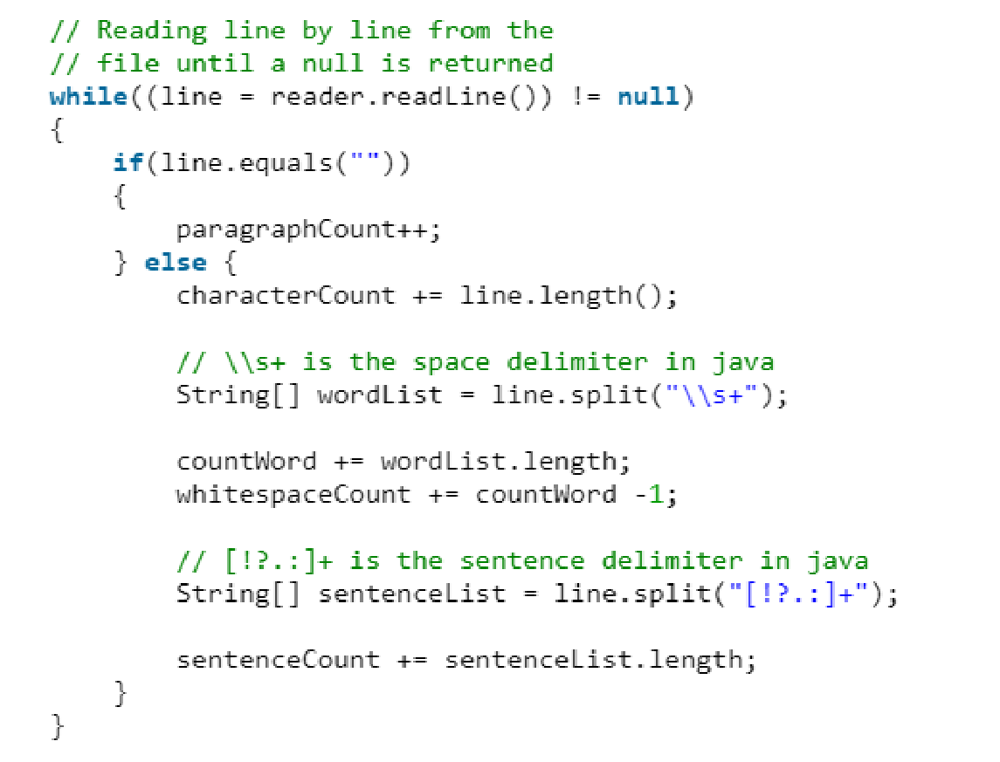 // Reading line by line from the
// file until a null is returned
while((line = reader.readLine()) != null)
{
    if(line.equals(""))
    {
        paragraphCount++;
    } else {
        characterCount += line.length();

        // \\s+ is the space delimiter in java
        String[] wordList = line.split("\\s+");

        countWord += wordList.length;
        whitespaceCount += countWord -1;

        // [!?.:]+ is the sentence delimiter in java
        String[] sentenceList = line.split("[!?.:]+");

        sentenceCount += sentenceList.length;
    }
}